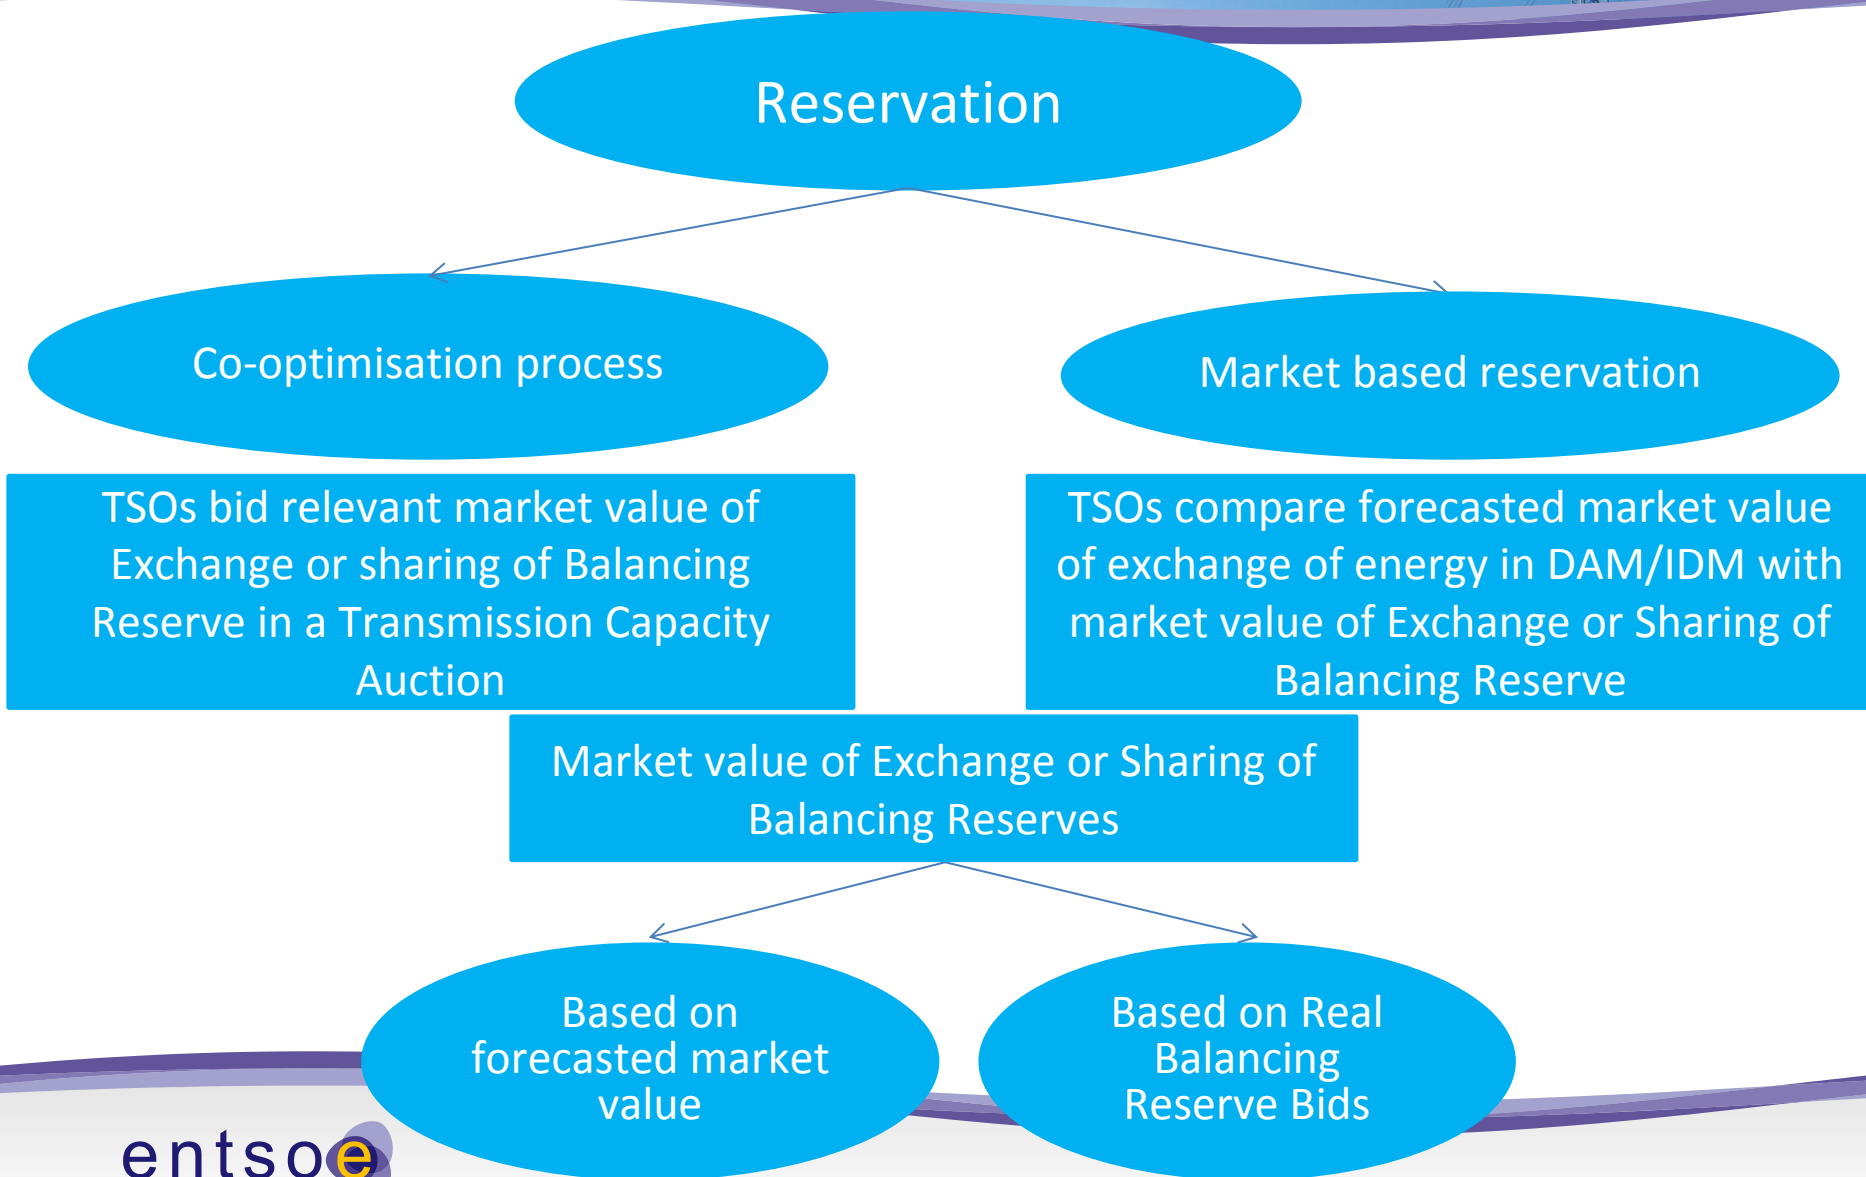 Reservation
Co-optimisation process
Market based reservation
TSOs bid relevant market value of
Exchange or sharing of Balancing
Reserve in a Transmission Capacity
Auction
TSOs compare forecasted market value
of exchange of energy in DAM/IDM with
market value of Exchange or Sharing of
Balancing Reserve
Market value of Exchange or Sharing of
Balancing Reserves
Based on
forecasted market
value
Based on Real
Balancing
Reserve Bids
entsoe